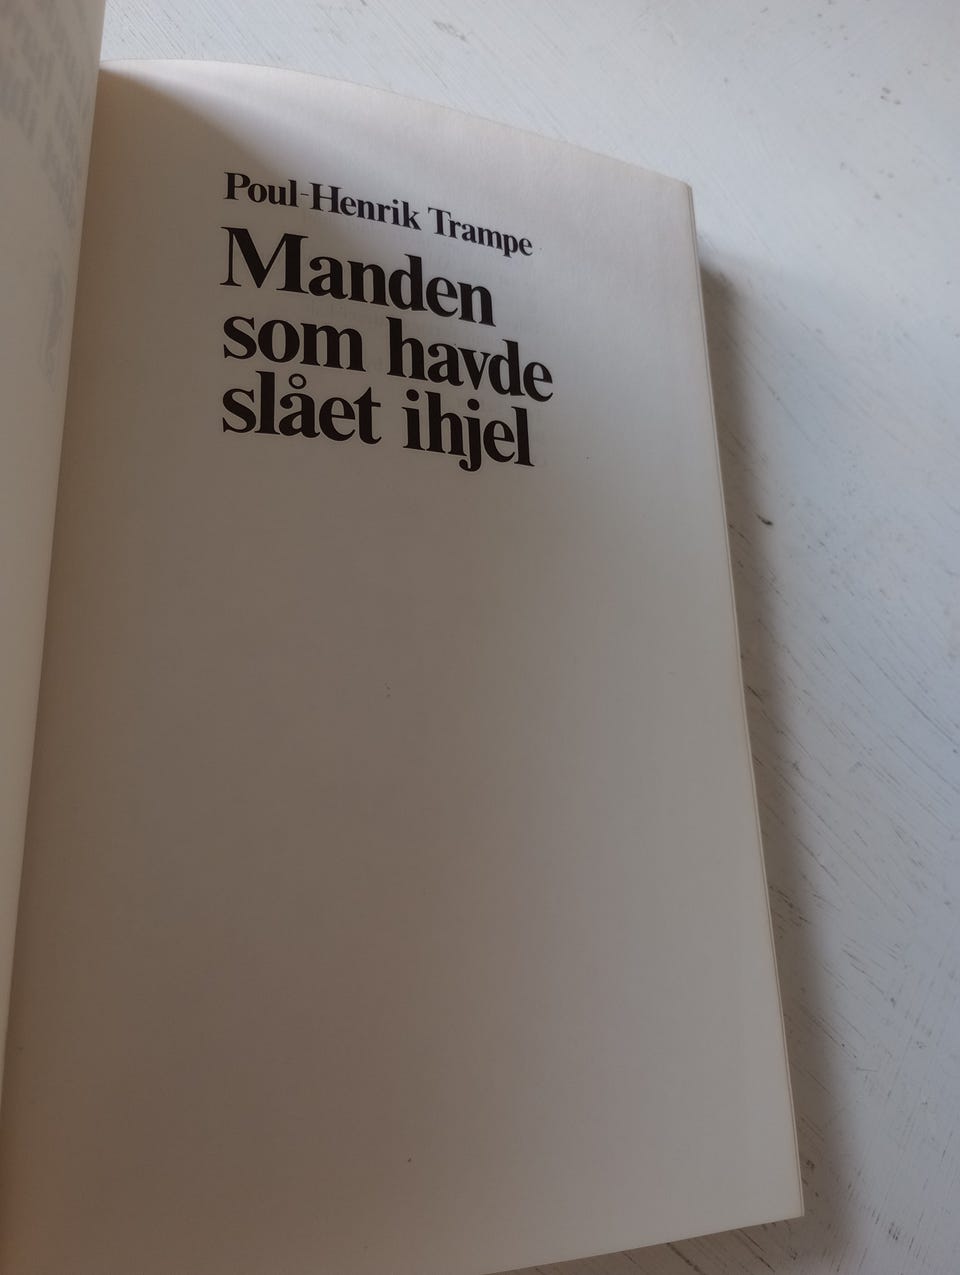 Poul-Henrik Trampe
Manden
som havde
slået ihjel